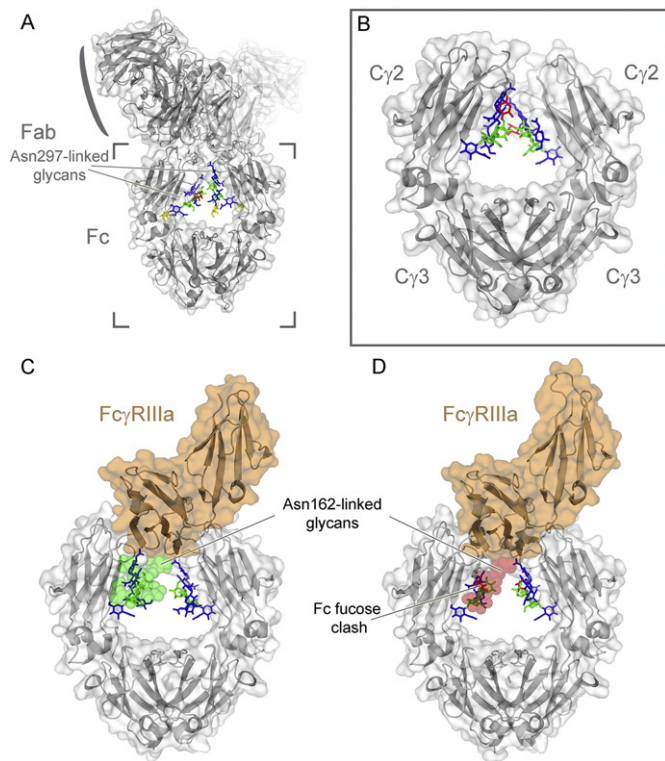 A
Fab
Asn297-linked
glycans
Fc
B
Cγ2
Cγ2
Cγ3
Cγ3
C
FcγRIIIa
D
FcγRIIIa
Asn162-linked
glycans
Fc fucose
clash